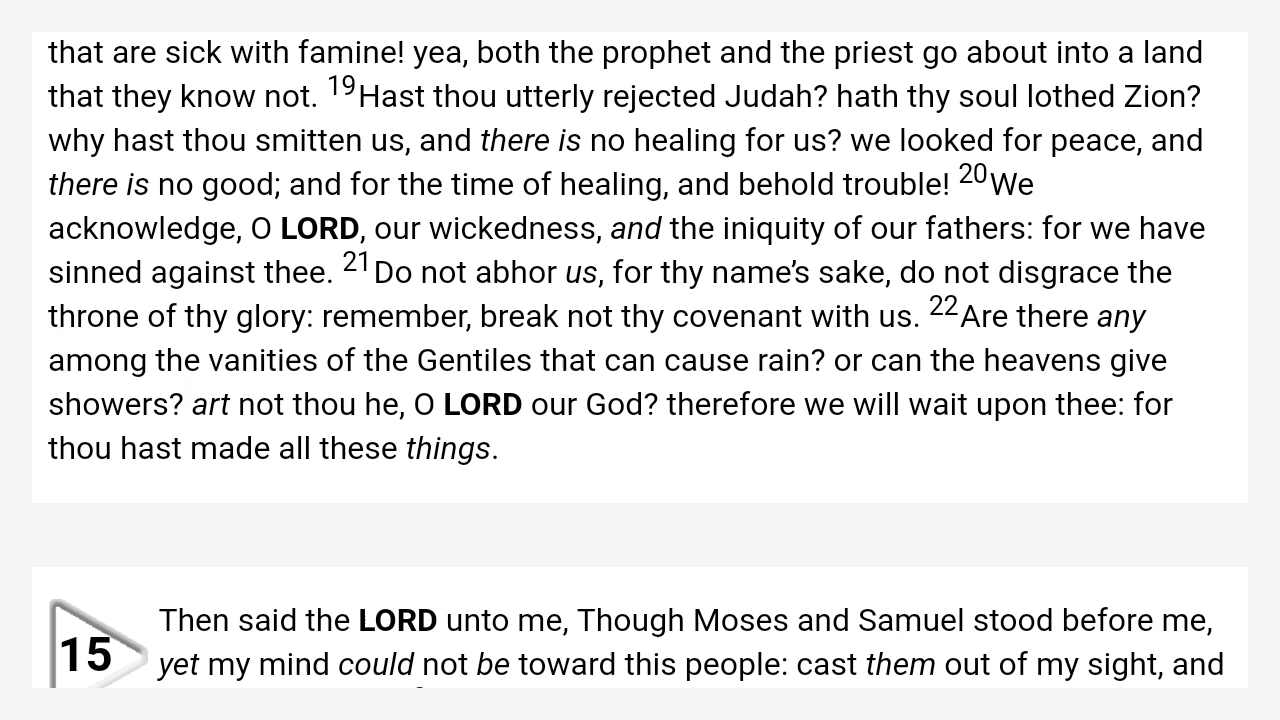 that are sick with famine! yea, both the prophet and the priest go about into a land
that they know not. 19Hast thou utterly rejected Judah? hath thy soul lothed Zion?
why hast thou smitten us, and there is no healing for us? we looked for peace, and
there is no good; and for the time of healing, and behold trouble! 20We
acknowledge, O LORD, our wickedness, and the iniquity of our fathers: for we have
sinned against thee. 21Do not abhor us, for thy name’s sake, do not disgrace the
throne of thy glory: remember, break not thy covenant with us. 22Are there any
among the vanities of the Gentiles that can cause rain? or can the heavens give
showers? art not thou he, O LORD our God? therefore we will wait upon thee: for
thou hast made all these things.
15 Then said the LORD unto me, Though Moses and Samuel stood before me,
yet my mind could not be toward this people: cast them out of my sight, and